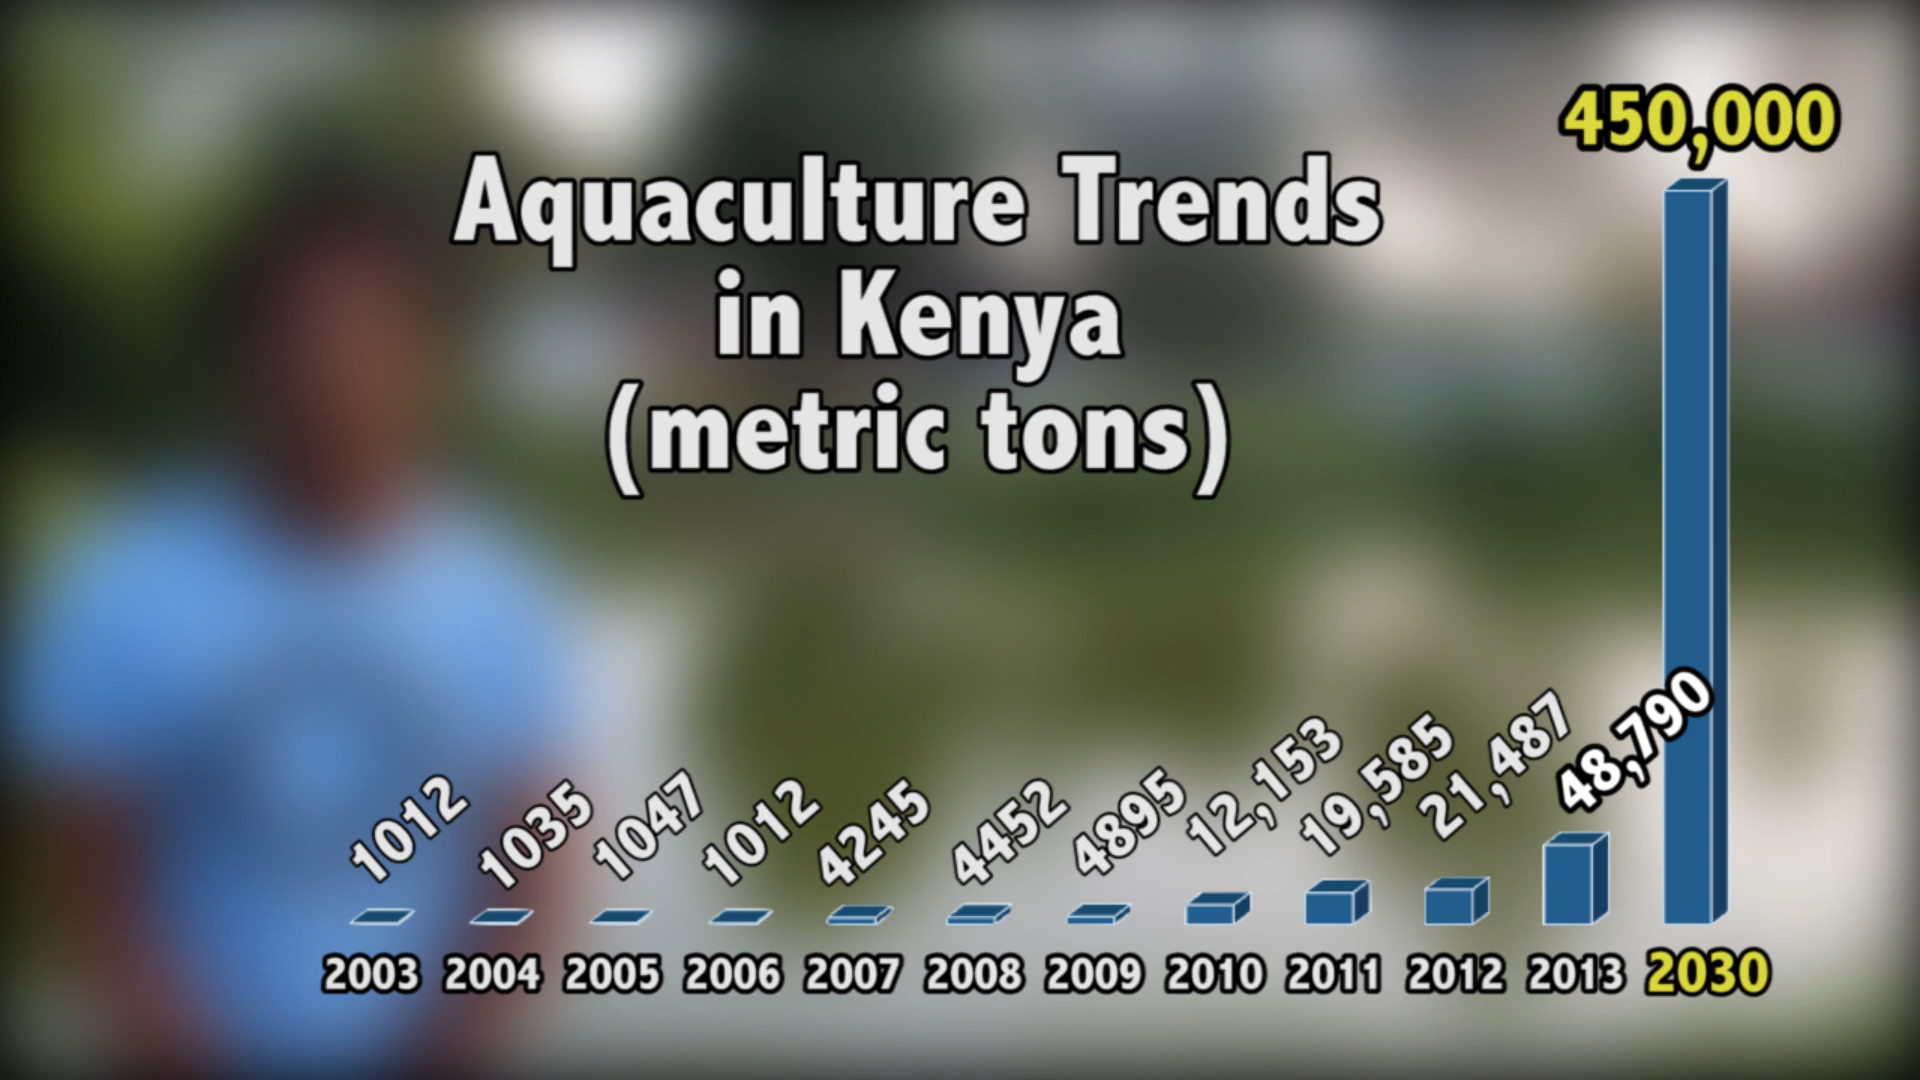 450,000
Aquaculture Trends
in Kenya
(metric tons)
1012 1035 1047 1012 4245 4452 4895 12,153 19,585 21,487 48,790
2003 2004 2005 2006 2007 2008 2009 2010 2011 2012 2013 2030